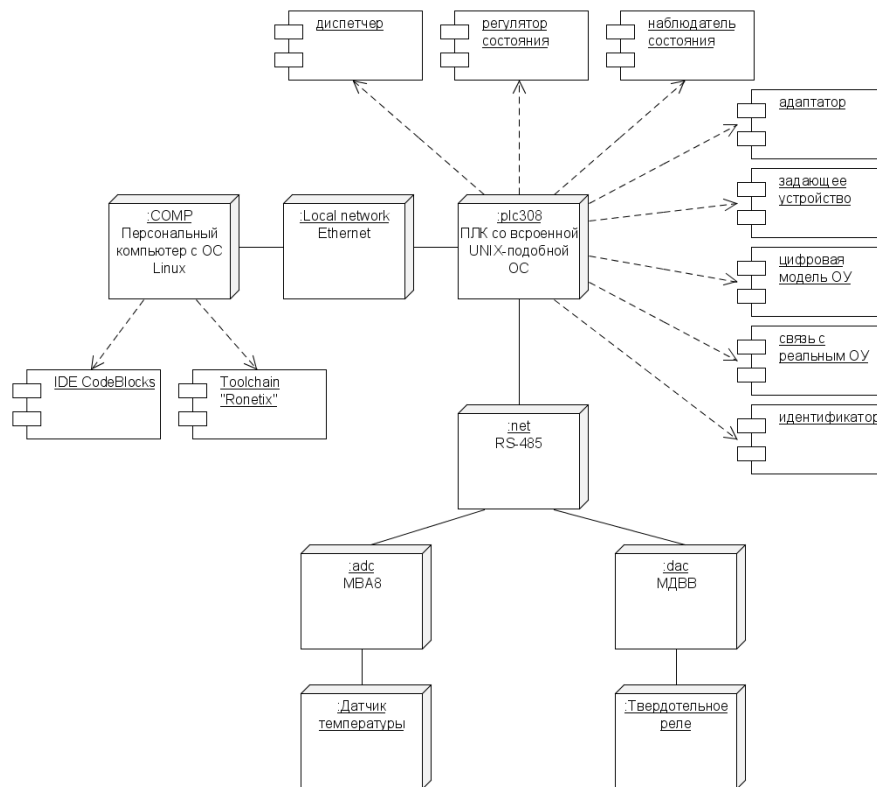 диспетчер
регулятор
состояния
наблюдатель
состояния
адаптатор
задающее
устройство
цифровая
модель ОУ
связь с
реальным ОУ
идентификатор
:COMP
Персональный
компьютер с ОС
Linux
:Local network
Ethernet
:plc308
ПЛК со всроенной
UNIX-подобной
ОС
IDE CodeBlocks
Toolchain
"Ronetix"
:net
RS-485
:adc
МВА8
:dac
МДВВ
:Датчик
температуры
:Твердотельное
реле